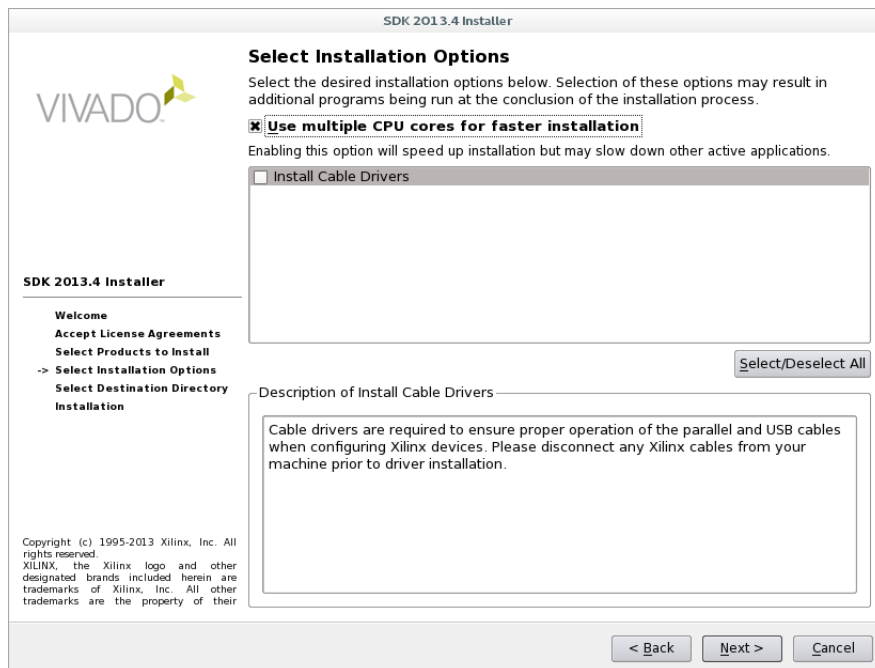 SDK 2013.4 Installer
VIVADO
Select Installation Options
Select the desired installation options below. Selection of these options may result in
additional programs being run at the conclusion of the installation process.
Use multiple CPU cores for faster installation
Enabling this option will speed up installation but may slow down other active applications.
Install Cable Drivers
Select/Deselect All
SDK 2013.4 Installer
Welcome
Accept License Agreements
Select Products to Install
-> Select Installation Options
Select Destination Directory
Installation
Description of Install Cable Drivers
Cable drivers are required to ensure proper operation of the parallel and USB cables
when configuring Xilinx devices. Please disconnect any Xilinx cables from your
machine prior to driver installation.
Copyright (c) 1995-2013 Xilinx, Inc. All
rights reserved.
XILINX, the Xilinx logo and other
designated brands included herein are
trademarks of Xilinx, Inc. All other
trademarks are the property of their
< Back
Next >
Cancel